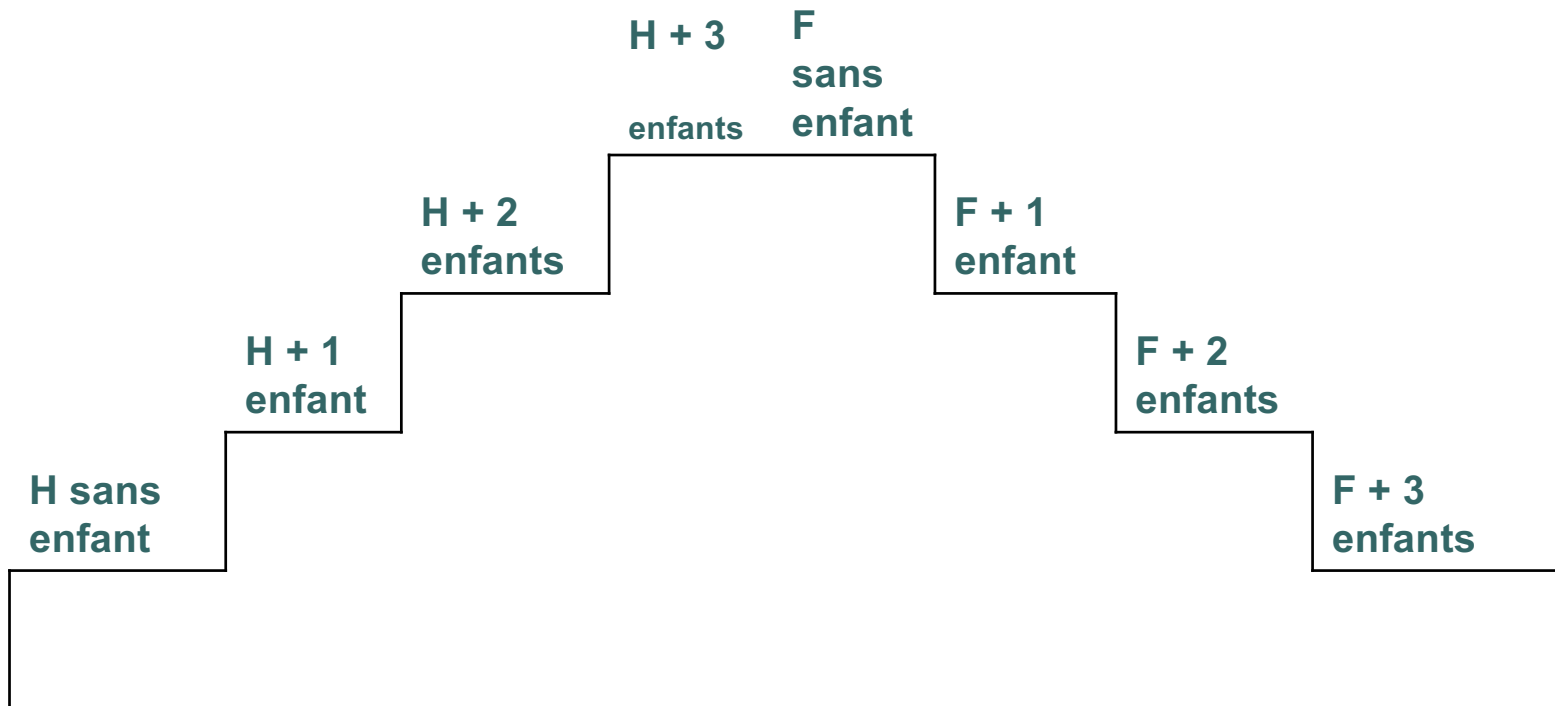 H + 3
enfants
F
sans
enfant
H + 2
enfants
F + 1
enfant
H + 1
enfant
F + 2
enfants
H sans
enfant
F + 3
enfants